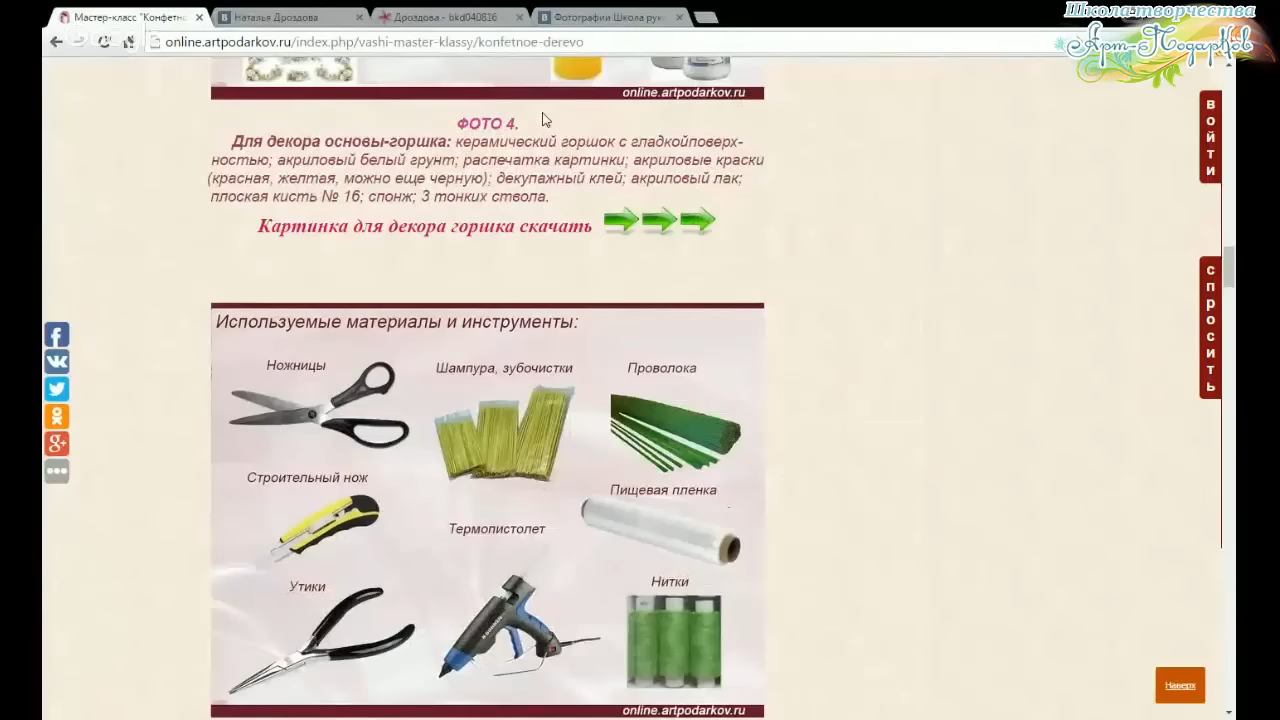 Мастер-класс "Конфетн
Наталья Дроздова
Дроздова - bkd040816
Фотографии Школа рук
Школа творчества
Арт-Подарков
online.artpodarkov.ru/index.php/vashi-master-klassy/konfetnoe-derevo
online.artpodarkov.ru
ФОТО 4.
Для декора основы-горшка: керамический горшок с гладкойповерх-
ностью; акриловый белый грунт; распечатка картинки; акриловые краски
(красная, желтая, можно еще черную); декупажный клей; акриловый лак;
плоская кисть № 16; спонж; 3 тонких ствола.
Картинка для декора горшка скачать
войти
спросить
Используемые материалы и инструменты:
Ножницы
Шампура, зубочистки
Проволока
Строительный нож
Пищевая пленка
Термопистолет
Утики
Нитки
Наверх
online.artpodarkov.ru